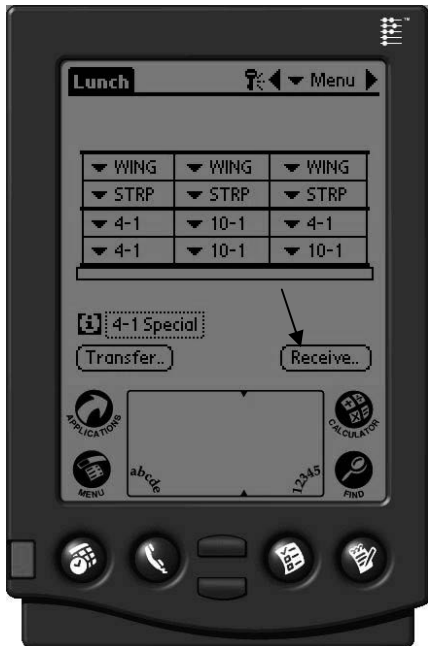 Lunch Menu
WING WING WING
STRP STRP STRP
4-1 10-1 4-1
4-1 10-1 10-1
4-1 Special
Transfer.. Receive..
APPLICATIONS CALCULATOR
abcde 12345
MENU FIND